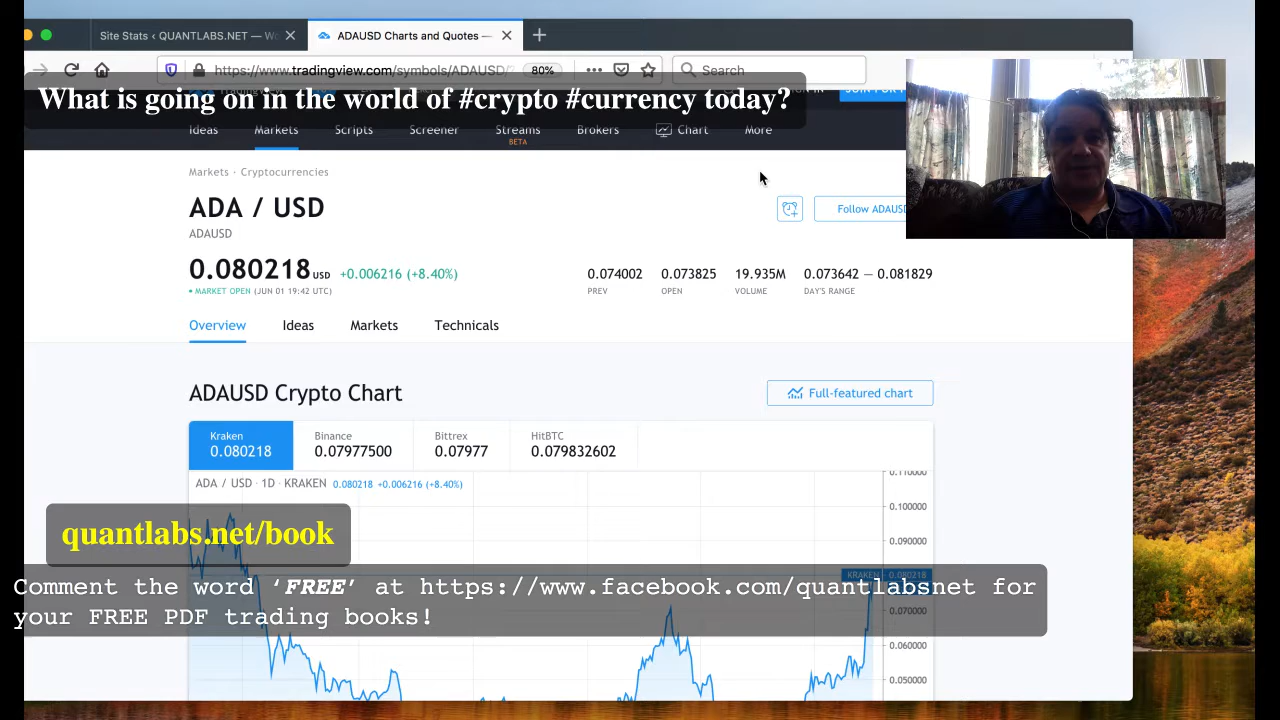 Site Stats ‹ QUANTLABS.NET — Wo
ADAUSD Charts and Quotes —
https://www.tradingview.com/symbols/ADAUSD/
80%
Search
What is going on in the world of #crypto #currency today?
Ideas
Markets
Scripts
Screener
Streams
BETA
Brokers
Chart
More
Markets · Cryptocurrencies
ADA / USD
ADAUSD
Follow ADAUSD
0.080218 USD +0.006216 (+8.40%)
• MARKET OPEN (JUN 01 19:42 UTC)
0.074002
PREV
0.073825
OPEN
19.935M
VOLUME
0.073642 — 0.081829
DAY'S RANGE
Overview
Ideas
Markets
Technicals
ADAUSD Crypto Chart
Full-featured chart
Kraken
0.080218
Binance
0.07977500
Bittrex
0.07977
HitBTC
0.079832602
ADA / USD · 1D · KRAKEN 0.080218 +0.006216 (+8.40%)
0.110000
0.100000
0.090000
KRAKEN 0.080218
0.070000
0.060000
0.050000
quantlabs.net/book
Comment the word ‘FREE’ at https://www.facebook.com/quantlabsnet for
your FREE PDF trading books!